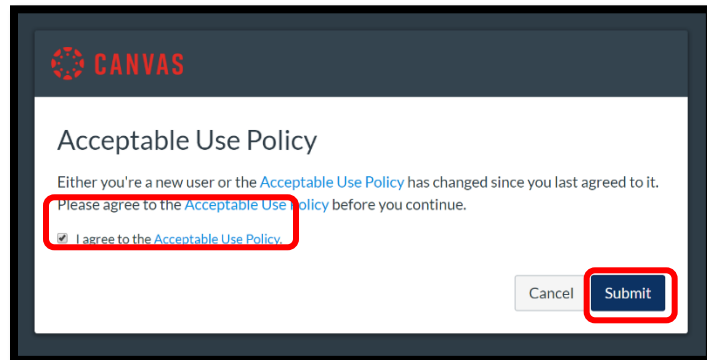 CANVAS
Acceptable Use Policy
Either you're a new user or the Acceptable Use Policy has changed since you last agreed to it.
Please agree to the Acceptable Use Policy before you continue.
I agree to the Acceptable Use Policy.
Cancel Submit